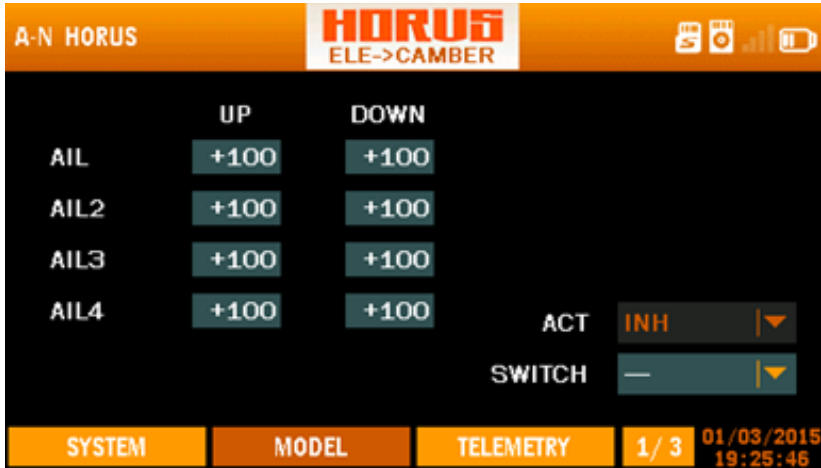 A-N HORUS
HORUS
ELE->CAMBER
UP DOWN
AIL +100 +100
AIL2 +100 +100
AIL3 +100 +100
AIL4 +100 +100
ACT INH
SWITCH —
SYSTEM MODEL TELEMETRY 1/3 01/03/2015
19:25:46